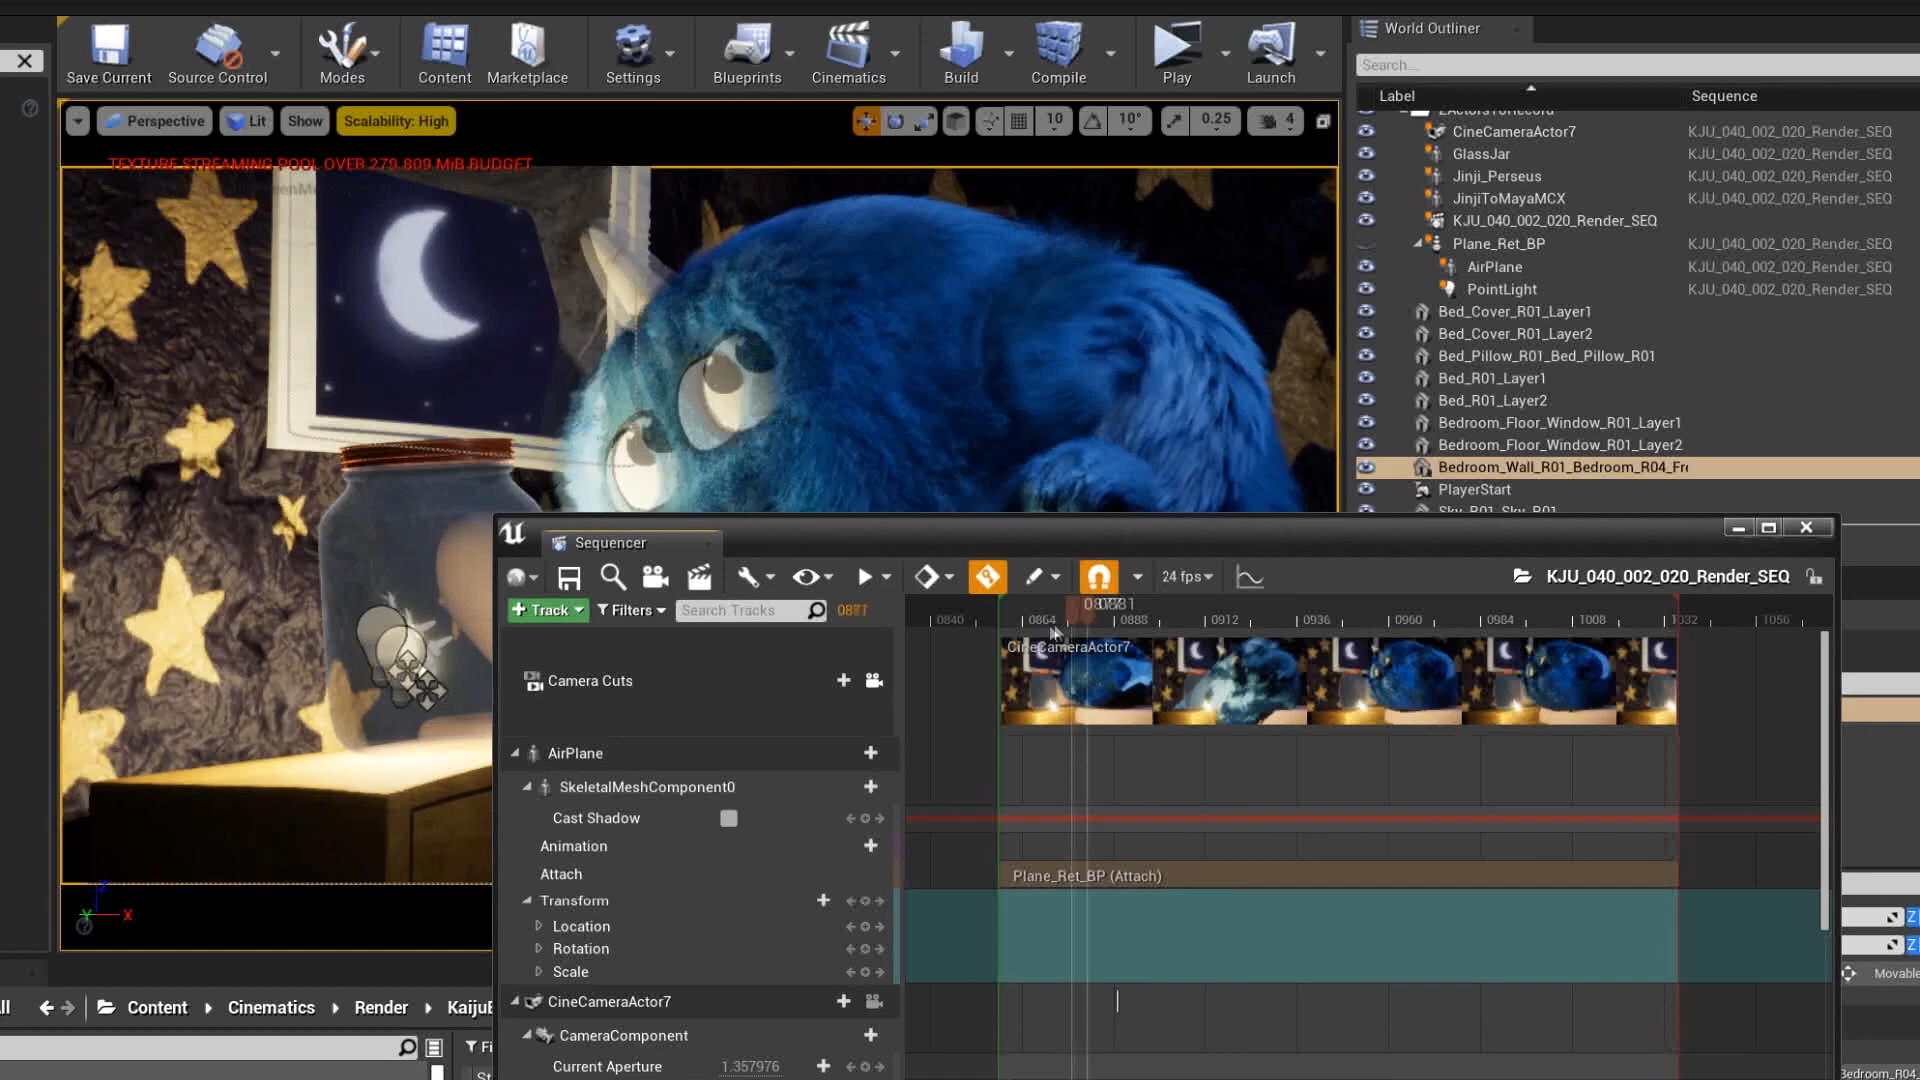 Save Current
Source Control
Modes
Content
Marketplace
Settings
Blueprints
Cinematics
Build
Compile
Play
Launch
World Outliner
Search...
Label
Sequence
Perspective
Lit
Show
Scalability: High
10
10°
0.25
4
TEXTURE STREAMING POOL OVER 279.809 MiB BUDGET
CineCameraActor7 KJU_040_002_020_Render_SEQ
GlassJar KJU_040_002_020_Render_SEQ
Jinji_Perseus KJU_040_002_020_Render_SEQ
JinjiToMayaMCX KJU_040_002_020_Render_SEQ
KJU_040_002_020_Render_SEQ
Plane_Ret_BP KJU_040_002_020_Render_SEQ
AirPlane KJU_040_002_020_Render_SEQ
PointLight KJU_040_002_020_Render_SEQ
Bed_Cover_R01_Layer1
Bed_Cover_R01_Layer2
Bed_Pillow_R01_Bed_Pillow_R01
Bed_R01_Layer1
Bed_R01_Layer2
Bedroom_Floor_Window_R01_Layer1
Bedroom_Floor_Window_R01_Layer2
Bedroom_Wall_R01_Bedroom_R04_Fr
PlayerStart
Sky_R01_Sky_R01
Sequencer
24 fps
KJU_040_002_020_Render_SEQ
Track
Filters
Search Tracks
0877
0840 0864 0888 0912 0936 0960 0984 1008 1032 1056
CineCameraActor7
Camera Cuts
AirPlane
SkeletalMeshComponent0
Cast Shadow
Animation
Attach
Plane_Ret_BP (Attach)
Transform
Location
Rotation
Scale
CineCameraActor7
CameraComponent
Current Aperture 1.357976
X
Y
Z
Content
Cinematics
Render
Z
Z
Movable
Bedroom_R04_